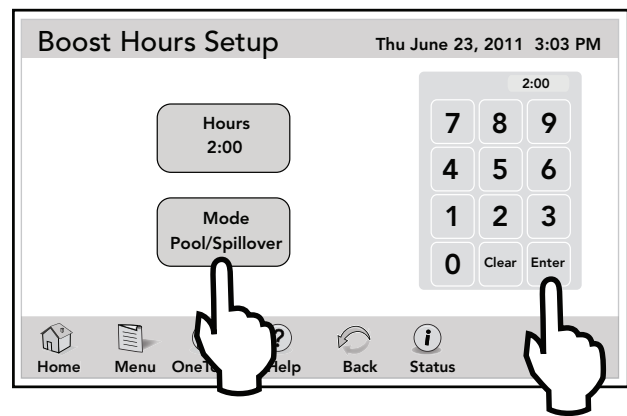 Boost Hours Setup
Thu June 23, 2011 3:03 PM
Hours
2:00
Mode
Pool/Spillover
2:00
7 8 9
4 5 6
1 2 3
0 Clear Enter
Home Menu Help Back Status